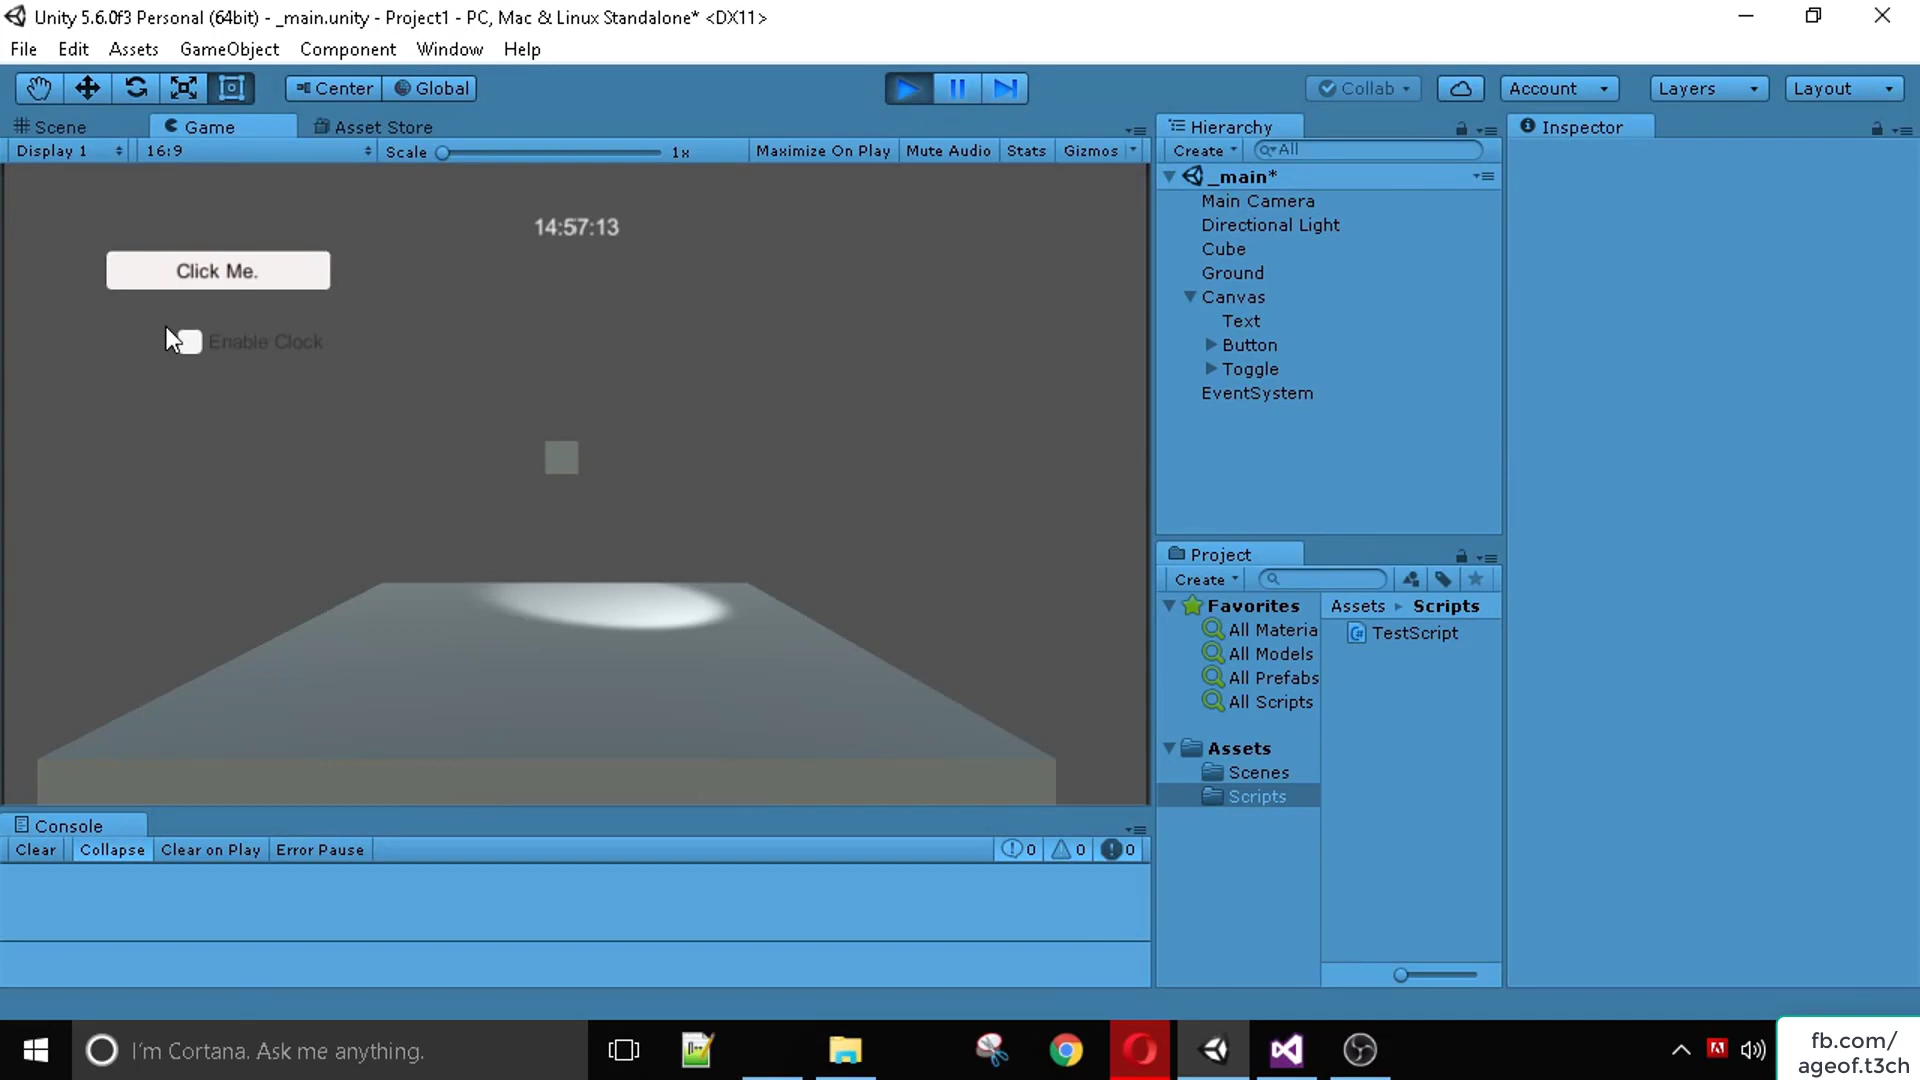 Unity 5.6.0f3 Personal (64bit) - _main.unity - Project1 - PC, Mac & Linux Standalone* <DX11>
File Edit Assets GameObject Component Window Help
Center Global Collab Account Layers Layout
Scene Game Asset Store
Display 1 16:9 Scale 1x Maximize On Play Mute Audio Stats Gizmos
14:57:13
Click Me.
Enable Clock
Hierarchy
Create All
_main*
Main Camera
Directional Light
Cube
Ground
Canvas
Text
Button
Toggle
EventSystem
Inspector
Project
Create
Favorites
All Materia
All Models
All Prefabs
All Scripts
Assets
Scenes
Scripts
Assets Scripts
TestScript
Console
Clear Collapse Clear on Play Error Pause 0 0 0
I'm Cortana. Ask me anything.
fb.com/
ageof.t3ch